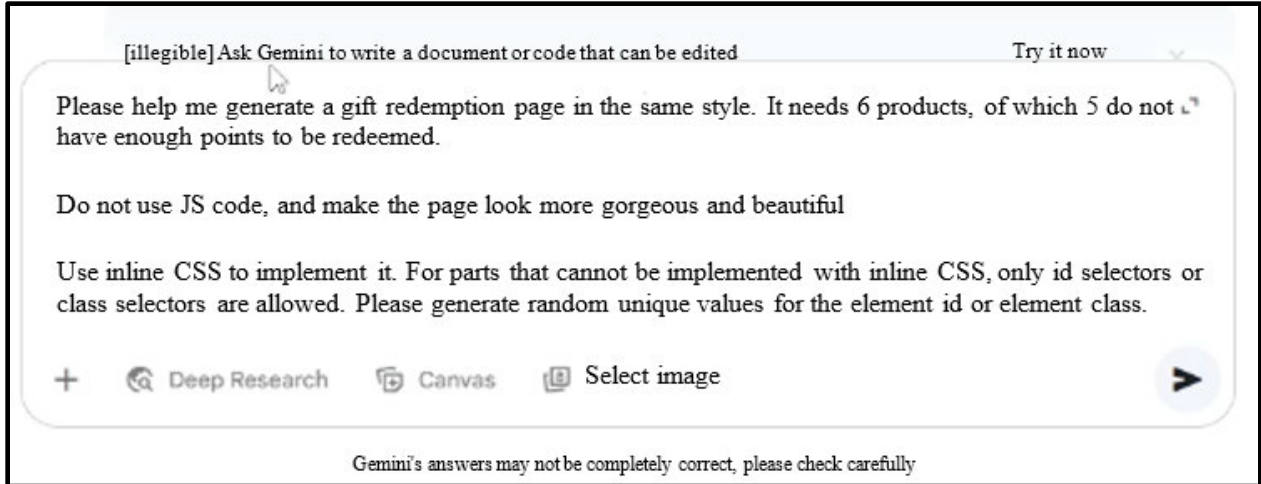 [illegible] Ask Gemini to write a document or code that can be edited
Try it now
Please help me generate a gift redemption page in the same style. It needs 6 products, of which 5 do not
have enough points to be redeemed.
Do not use JS code, and make the page look more gorgeous and beautiful
Use inline CSS to implement it. For parts that cannot be implemented with inline CSS, only id selectors or
class selectors are allowed. Please generate random unique values for the element id or element class.
Deep Research
Canvas
Select image
Gemini's answers may not be completely correct, please check carefully